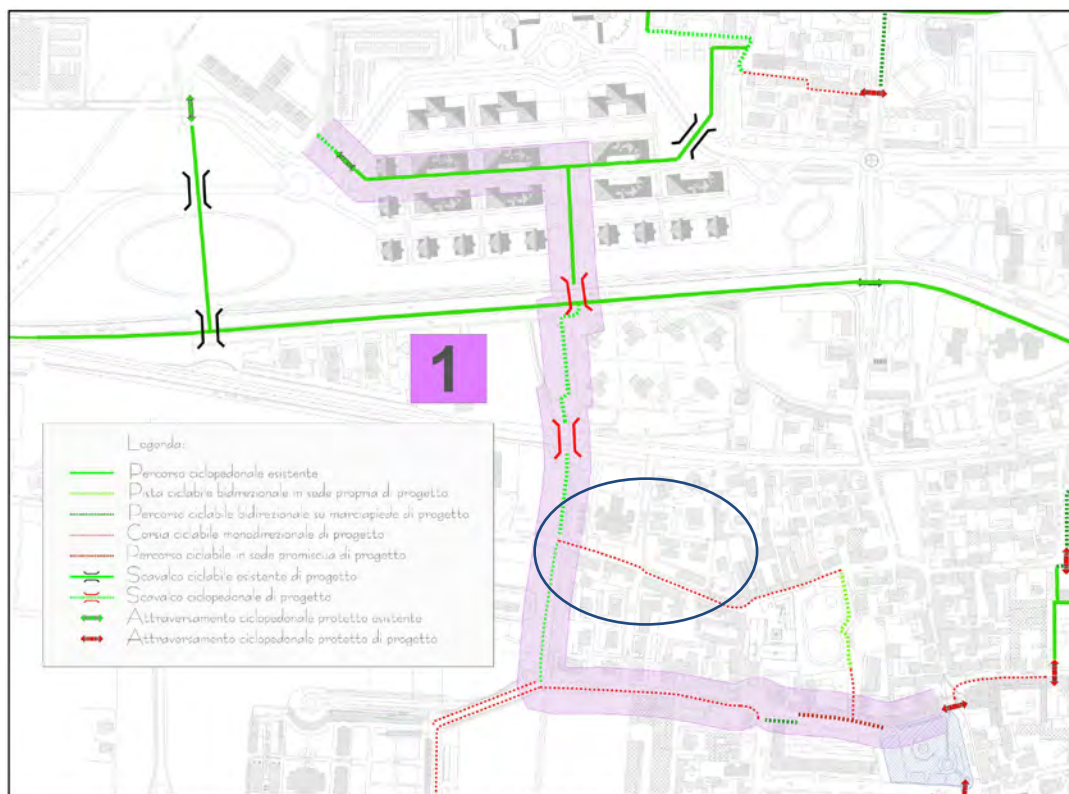 1
Legenda:
Percorso ciclopedonale esistente
Pista ciclabile bidirezionale in sede propria di progetto
Percorso ciclabile bidirezionale su marciapiede di progetto
Corsia ciclabile monodirezionale di progetto
Percorso ciclabile in sede promiscua di progetto
Scavalco ciclabile esistente di progetto
Scavalco ciclopedonale di progetto
Attraversamento ciclopedonale protetto esistente
Attraversamento ciclopedonale protetto di progetto